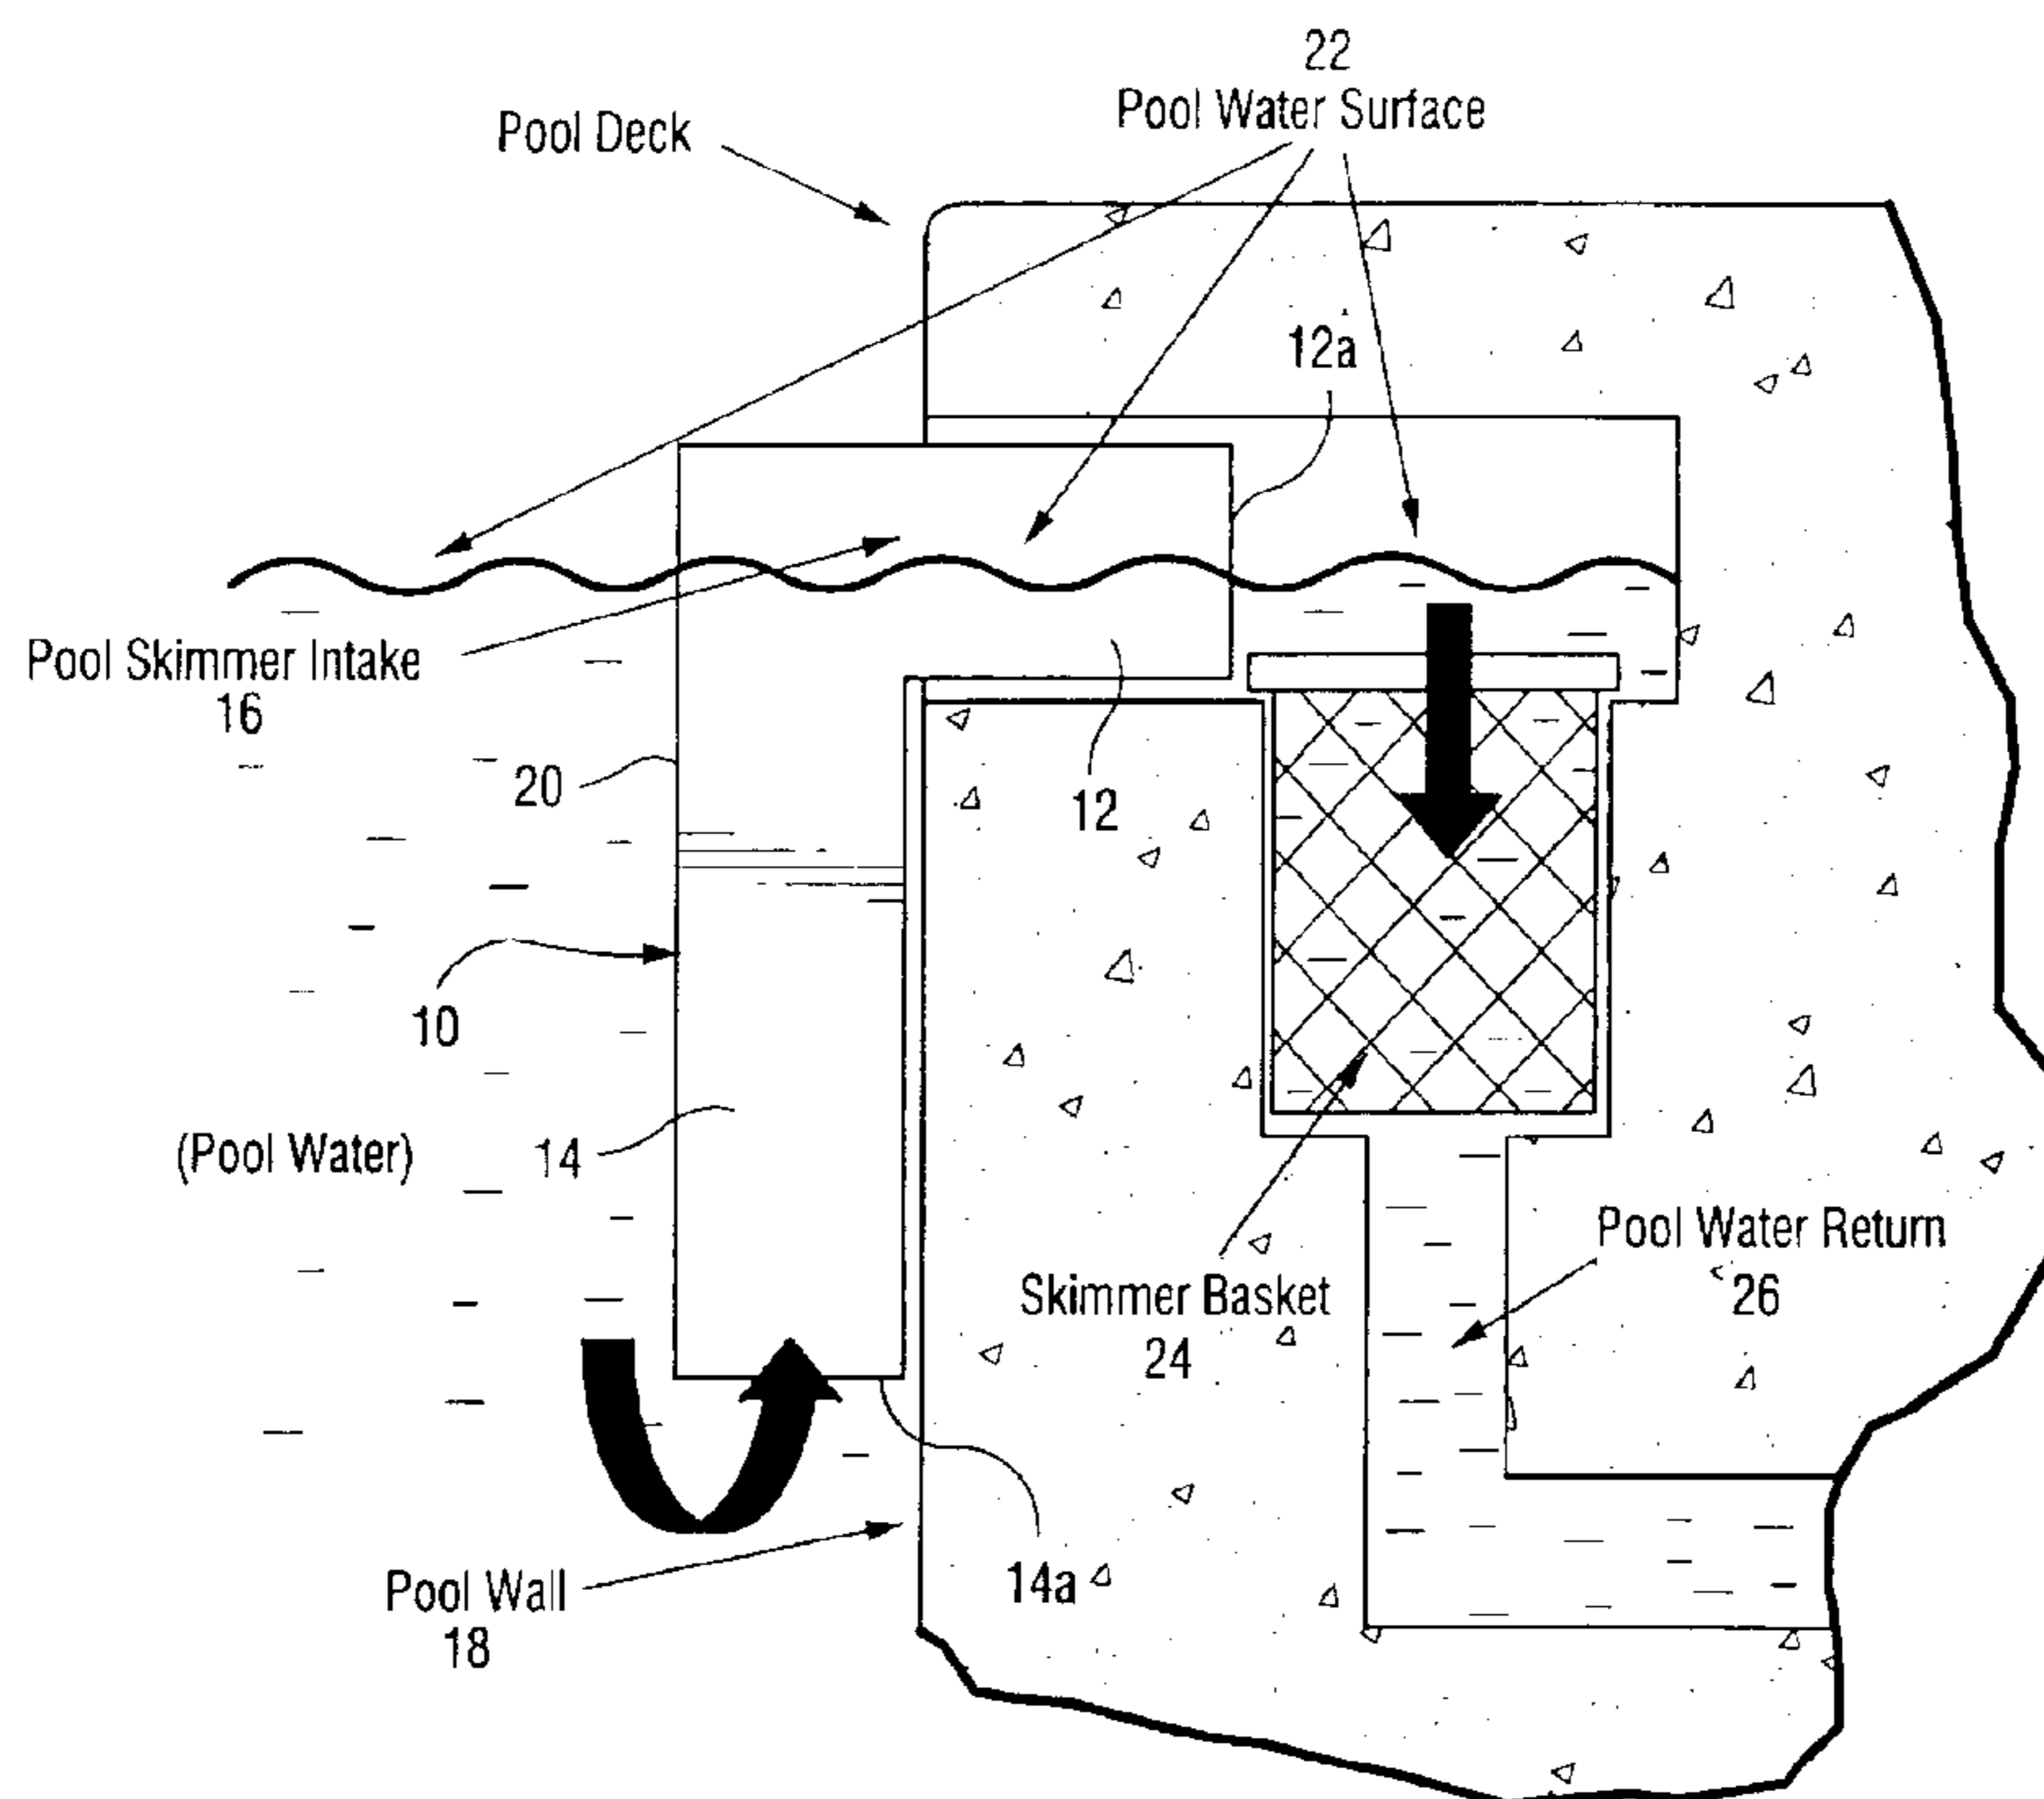 22
Pool Water Surface
Pool Deck
12a
Pool Skimmer Intake
16
20
12
10
(Pool Water)
14
Pool Water Return
26
Skimmer Basket
24
14a
Pool Wall
18